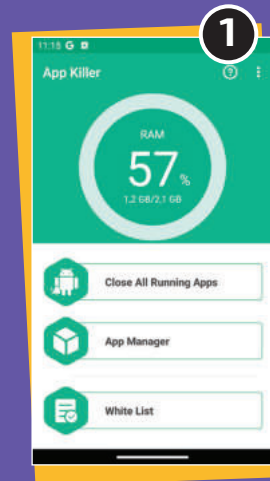 1
11:15 G
App Killer
RAM
57%
1.2 GB/2.1 GB
Close All Running Apps
App Manager
White List